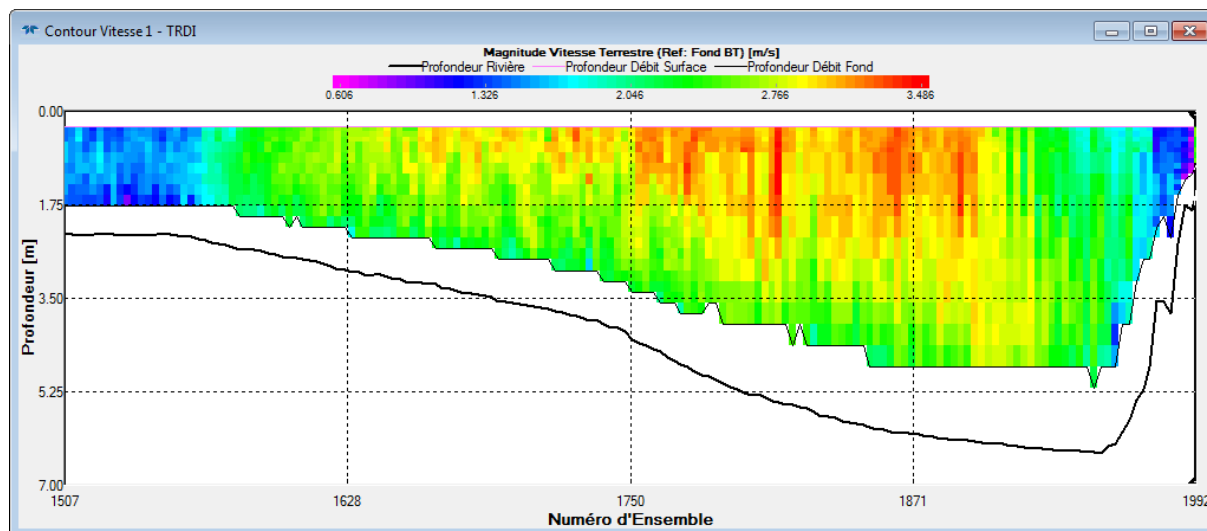 Contour Vitesse 1 - TRDI
Magnitude Vitesse Terrestre (Ref: Fond BT) [m/s]
Profondeur Rivière Profondeur Débit Surface Profondeur Débit Fond
0.606 1.326 2.046 2.766 3.486
Profondeur [m]
0.00
1.75
3.50
5.25
7.00
1507 1628 1750 1871 1992
Numéro d'Ensemble